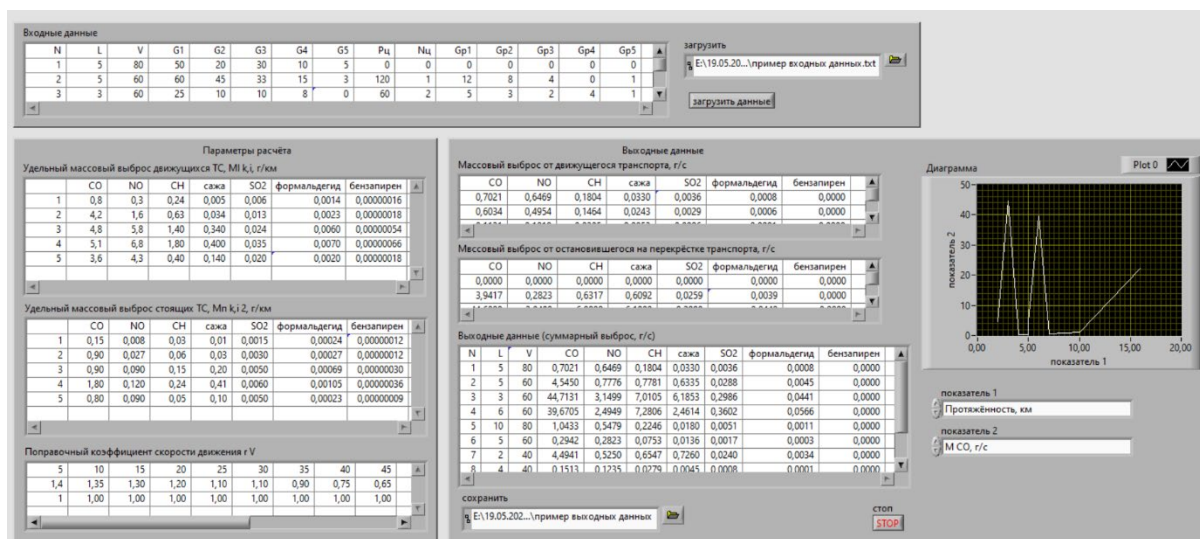 Входные данные
N L V G1 G2 G3 G4 G5 Pц Nц Gp1 Gp2 Gp3 Gp4 Gp5
1 5 80 50 20 30 10 5 0 0 0 0 0 0 0
2 5 60 60 45 33 15 3 120 1 12 8 4 0 1
3 3 60 25 10 10 8 0 60 2 5 3 2 4 1
загрузить
E:\19.05.20...\пример входных данных.txt
загрузить данные
Параметры расчёта
Удельный массовый выброс движущихся ТС, Ml k,i, г/км
CO NO CH сажа SO2 формальдегид бензапирен
1 0,8 0,3 0,24 0,005 0,006 0,0014 0,00000016
2 4,2 1,6 0,63 0,034 0,013 0,0023 0,00000018
3 4,8 5,8 1,40 0,340 0,024 0,0060 0,00000054
4 5,1 6,8 1,80 0,400 0,035 0,0070 0,00000066
5 3,6 4,3 0,40 0,140 0,020 0,0020 0,00000018
Удельный массовый выброс стоящих ТС, Mn k,i 2, г/км
CO NO CH сажа SO2 формальдегид бензапирен
1 0,15 0,008 0,03 0,01 0,0015 0,00024 0,00000012
2 0,90 0,027 0,06 0,03 0,0030 0,00027 0,00000012
3 0,90 0,090 0,15 0,20 0,0050 0,00069 0,00000030
4 1,80 0,120 0,24 0,41 0,0060 0,00105 0,00000036
5 0,80 0,090 0,05 0,10 0,0050 0,00023 0,00000009
Поправочный коэффициент скорости движения r V
5 10 15 20 25 30 35 40 45
1,4 1,35 1,30 1,20 1,10 1,10 0,90 0,75 0,65
1 1,00 1,00 1,00 1,00 1,00 1,00 1,00 1,00
Выходные данные
Массовый выброс от движущегося транспорта, г/с
CO NO CH сажа SO2 формальдегид бензапирен
0,7021 0,6469 0,1804 0,0330 0,0036 0,0008 0,0000
0,6034 0,4954 0,1464 0,0243 0,0029 0,0006 0,0000
Мвссовый выброс от остановившегося на перекрёстке транспорта, г/с
CO NO CH сажа SO2 формальдегид бензапирен
0,0000 0,0000 0,0000 0,0000 0,0000 0,0000 0,0000
3,9417 0,2823 0,6317 0,6092 0,0259 0,0039 0,0000
Выходные данные (суммарный выброс, г/с)
N L V CO NO CH сажа SO2 формальдегид бензапирен
1 5 80 0,7021 0,6469 0,1804 0,0330 0,0036 0,0008 0,0000
2 5 60 4,5450 0,7776 0,7781 0,6335 0,0288 0,0045 0,0000
3 3 60 44,7131 3,1499 7,0105 6,1853 0,2986 0,0441 0,0000
4 6 60 39,6705 2,4949 7,2806 2,4614 0,3602 0,0566 0,0000
5 10 80 1,0433 0,5479 0,2246 0,0180 0,0051 0,0011 0,0000
6 5 60 0,2942 0,2823 0,0753 0,0136 0,0017 0,0003 0,0000
7 2 40 4,4941 0,5250 0,6547 0,7260 0,0240 0,0034 0,0000
8 4 40 0,1513 0,1235 0,0279 0,0045 0,0008 0,0001 0,0000
сохранить
E:\19.05.202...\пример выходных данных
стоп
STOP
Диаграмма
Plot 0
показатель 2
50
40
30
20
10
0
0,00 5,00 10,00 15,00 20,00
показатель 1
показатель 1
Протяжённость, км
показатель 2
M CO, г/с